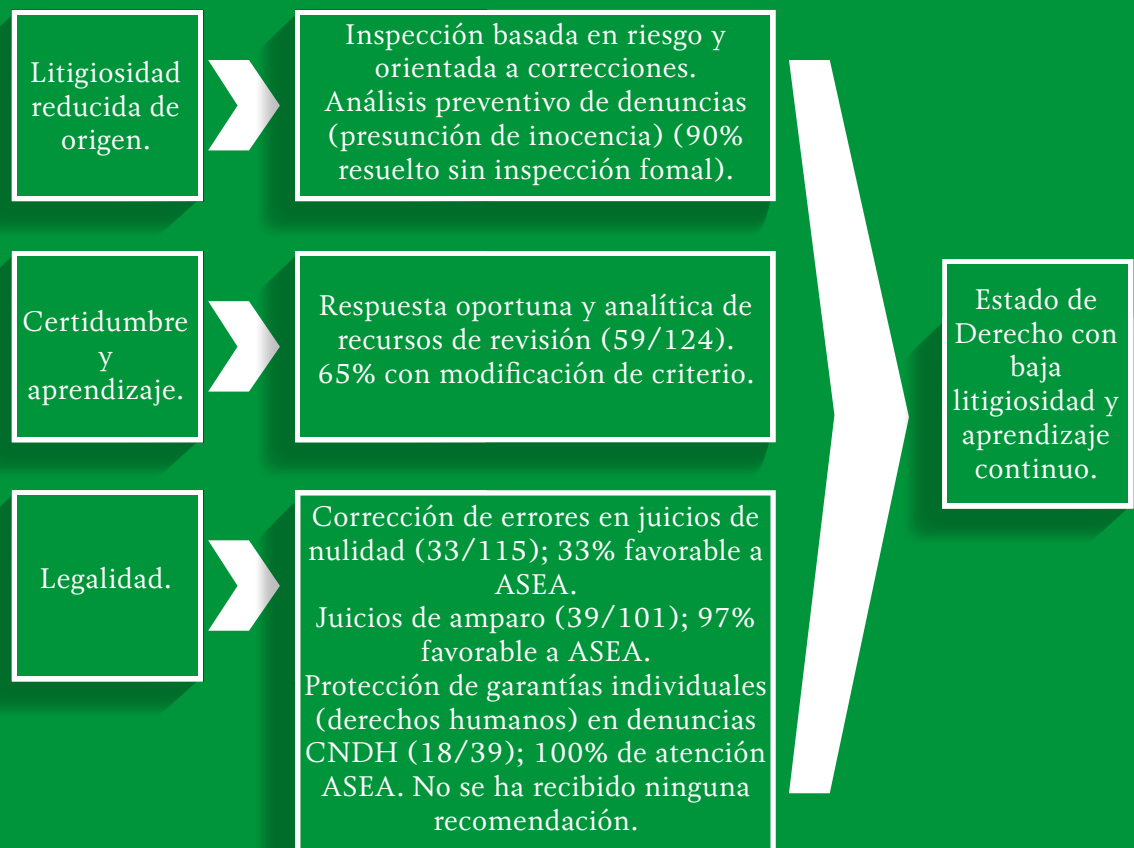 Litigiosidad
reducida de
origen.
Inspección basada en riesgo y
orientada a correcciones.
Análisis preventivo de denuncias
(presunción de inocencia) (90%
resuelto sin inspección fomal).
Certidumbre
y
aprendizaje.
Respuesta oportuna y analítica de
recursos de revisión (59/124).
65% con modificación de criterio.
Legalidad.
Corrección de errores en juicios de
nulidad (33/115); 33% favorable a
ASEA.
Juicios de amparo (39/101); 97%
favorable a ASEA.
Protección de garantías individuales
(derechos humanos) en denuncias
CNDH (18/39); 100% de atención
ASEA. No se ha recibido ninguna
recomendación.
Estado de
Derecho con
baja
litigiosidad y
aprendizaje
continuo.